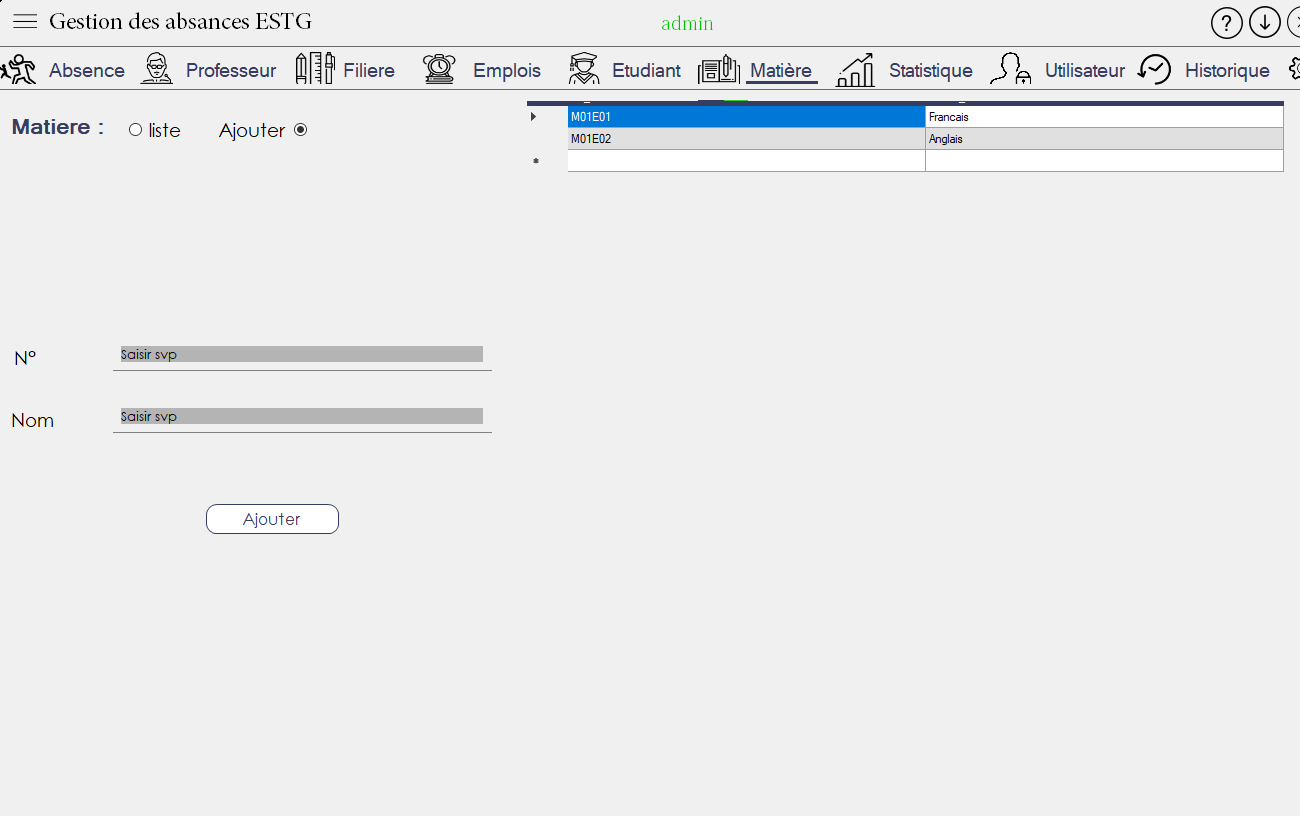 Gestion des absances ESTG
admin
?
Absence Professeur Filiere Emplois Etudiant Matière Statistique Utilisateur Historique
Matiere : liste Ajouter
M01E01 Francais
M01E02 Anglais
N° Saisir svp
Nom Saisir svp
Ajouter